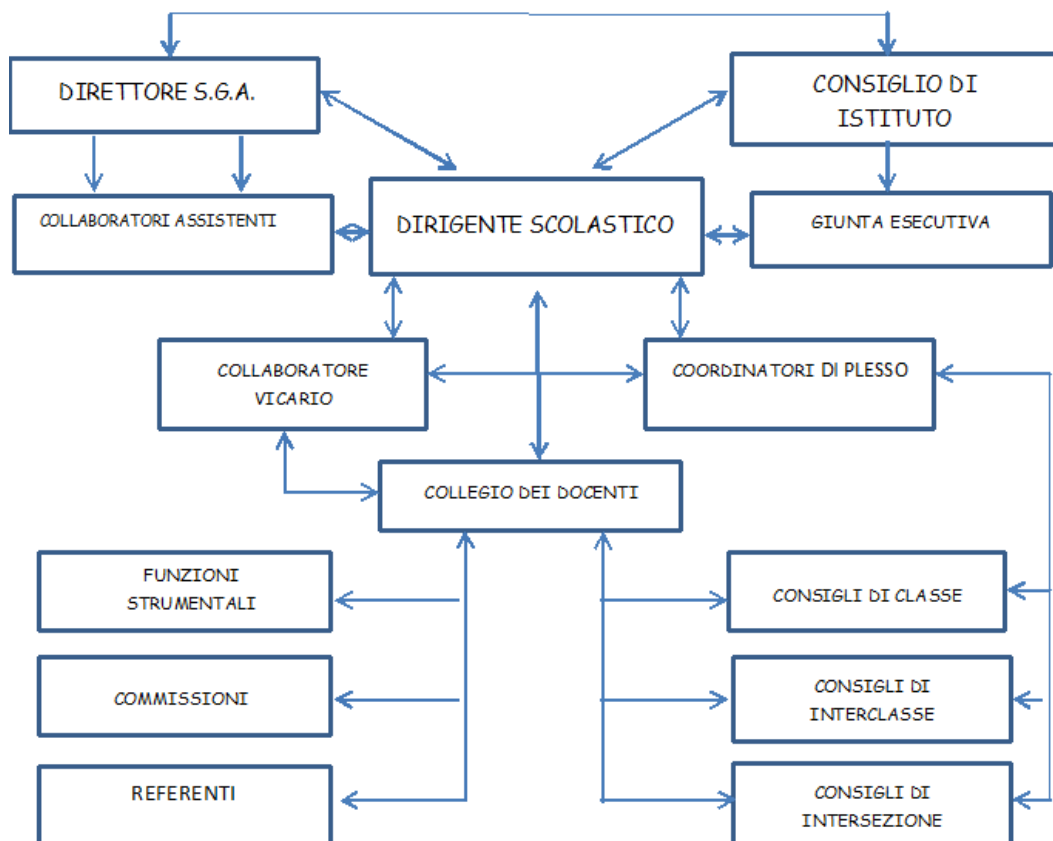 DIRETTORE S.G.A.
CONSIGLIO DI
ISTITUTO
COLLABORATORI ASSISTENTI
DIRIGENTE SCOLASTICO
GIUNTA ESECUTIVA
COLLABORATORE
VICARIO
COORDINATORI DI PLESSO
COLLEGIO DEI DOCENTI
FUNZIONI
STRUMENTALI
CONSIGLI DI CLASSE
COMMISSIONI
CONSIGLI DI
INTERCLASSE
REFERENTI
CONSIGLI DI
INTERSEZIONE